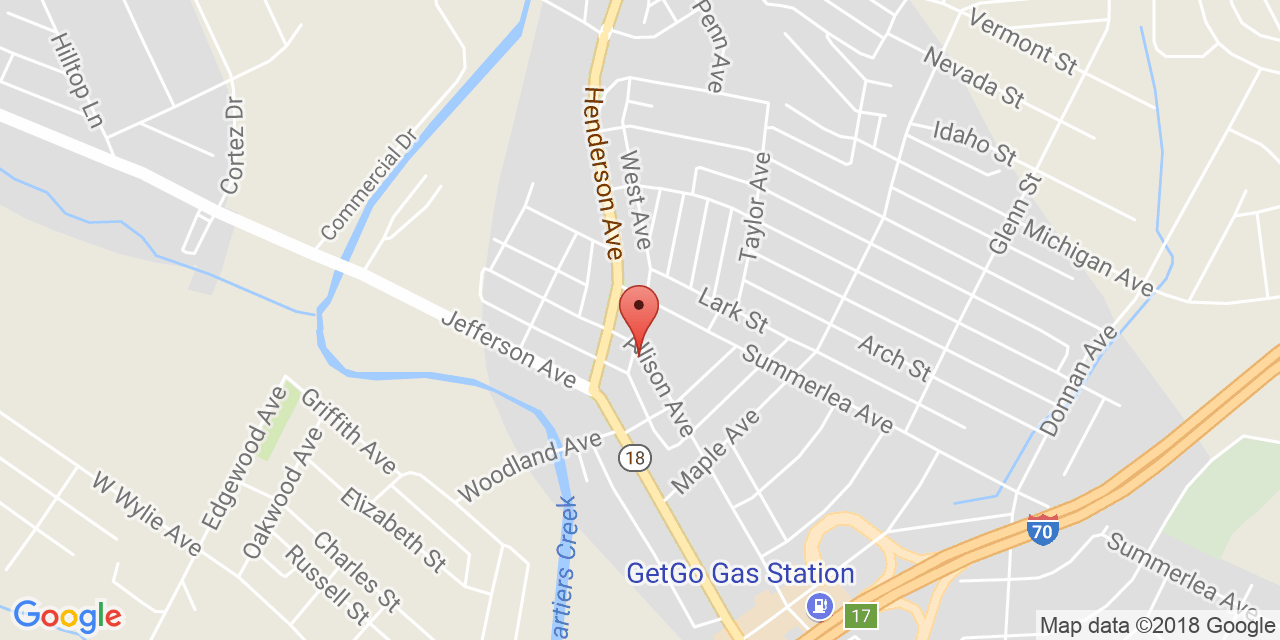 Penn Ave
Vermont St
Hilltop Ln
Nevada St
Cortez Dr
Henderson Ave
Commercial Dr
Idaho St
West Ave
Taylor Ave
Glenn St
Michigan Ave
Lark St
Jefferson Ave
Allison Ave
Arch St
Summerlea Ave
Donnan Ave
Griffith Ave
Edgewood Ave
Oakwood Ave
Woodland Ave
18
Maple Ave
W Wylie Ave
Elizabeth St
Charles St
Russell St
artiers Creek
70
Summerlea Ave
GetGo Gas Station
17
Google
Map data ©2018 Google